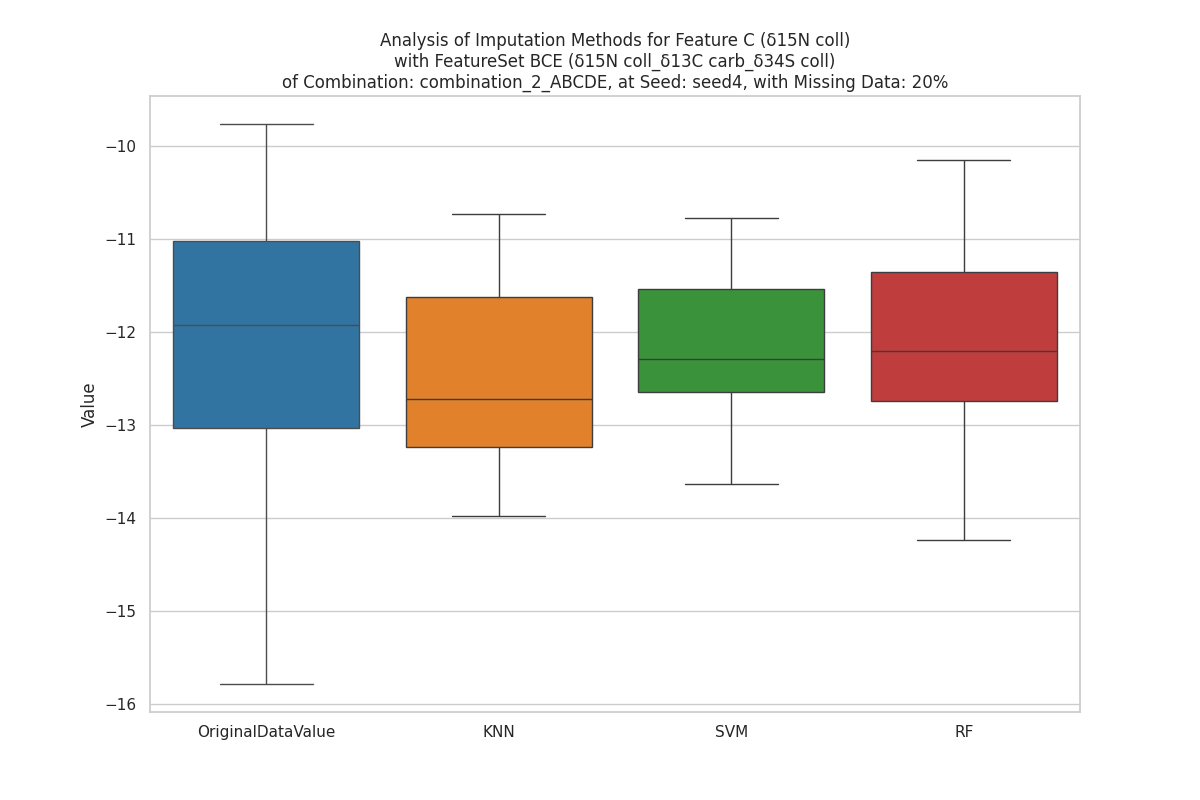 Analysis of Imputation Methods for Feature C (δ15N coll)
with FeatureSet BCE (δ15N coll_δ13C carb_δ34S coll)
of Combination: combination_2_ABCDE, at Seed: seed4, with Missing Data: 20%
−10
−11
−12
−13
−14
−15
−16
Value
OriginalDataValue
KNN
SVM
RF